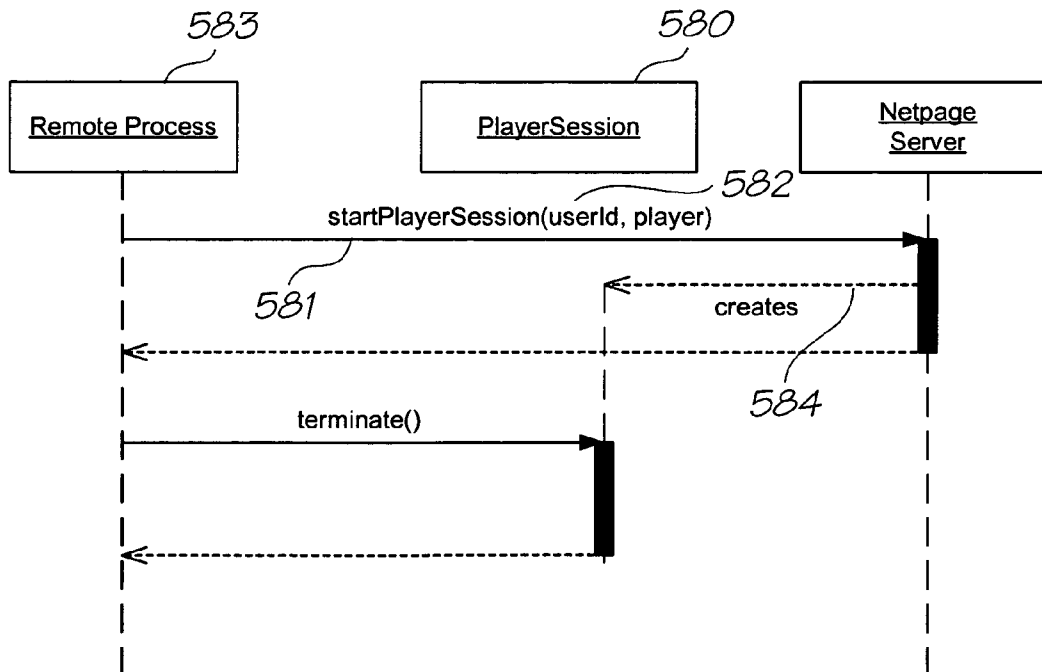 583
580
Remote Process
PlayerSession
Netpage
Server
582
startPlayerSession(userId, player)
581
creates
584
terminate()